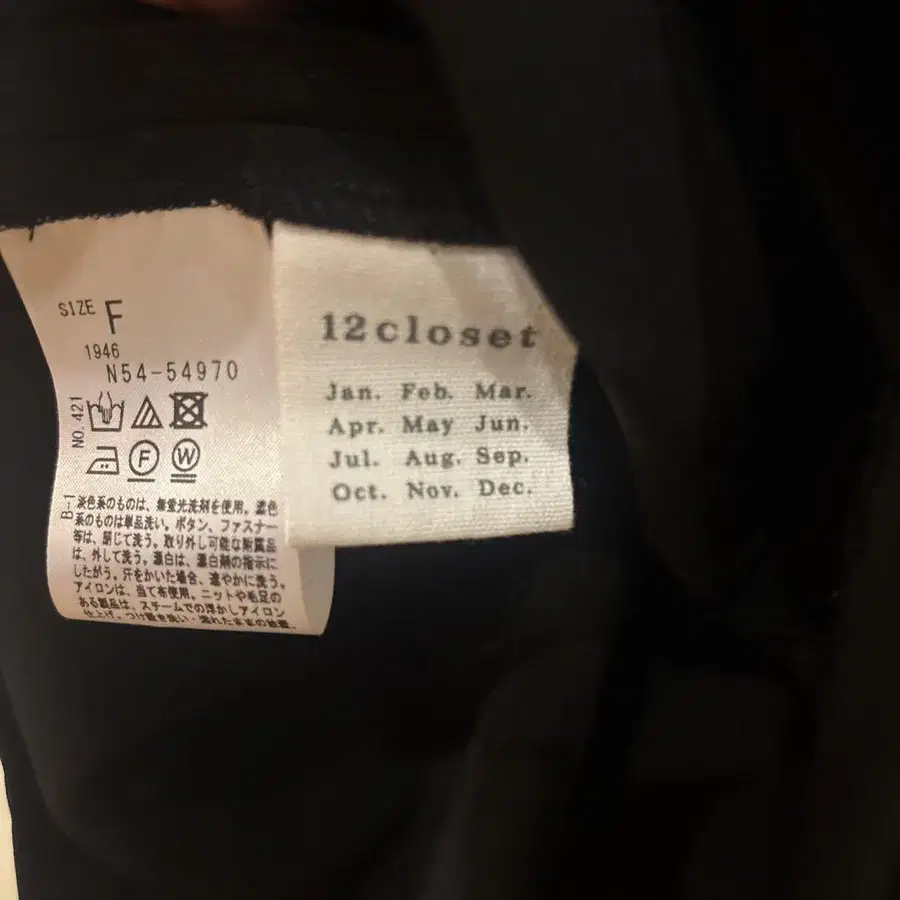 SIZE F
1946
N54-54970
NO. 421
F
W
B-1
淡色系のものは、無蛍光洗剤を使用。濃色
系のものは単品洗い。ボタン、ファスナー
等は、閉じて洗う。取り外し可能な附属品
は、外して洗う。漂白は、漂白剤の指示に
したがう。汗をかいた場合、速やかに洗う。
アイロンは、当て布使用。ニットや毛足の
ある製品は、スチームでの浮かしアイロン
12closet
Jan. Feb. Mar.
Apr. May Jun.
Jul. Aug. Sep.
Oct. Nov. Dec.